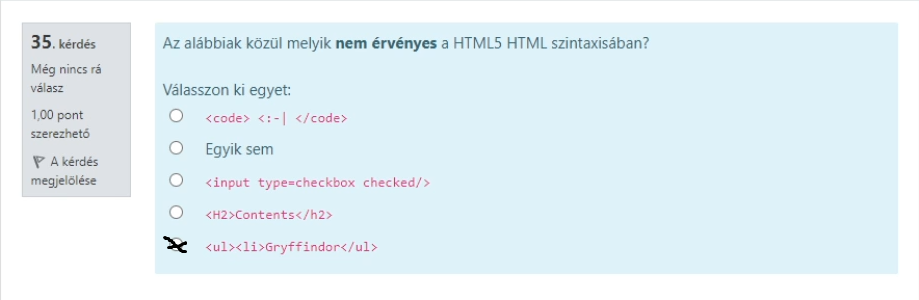 35. kérdés
Még nincs rá
válasz
1,00 pont
szerezhető
A kérdés
megjelölése
Az alábbiak közül melyik nem érvényes a HTML5 HTML szintaxisában?
Válasszon ki egyet:
<code> <:-| </code>
Egyik sem
<input type=checkbox checked/>
<H2>Contents</h2>
<ul><li>Gryffindor</ul>